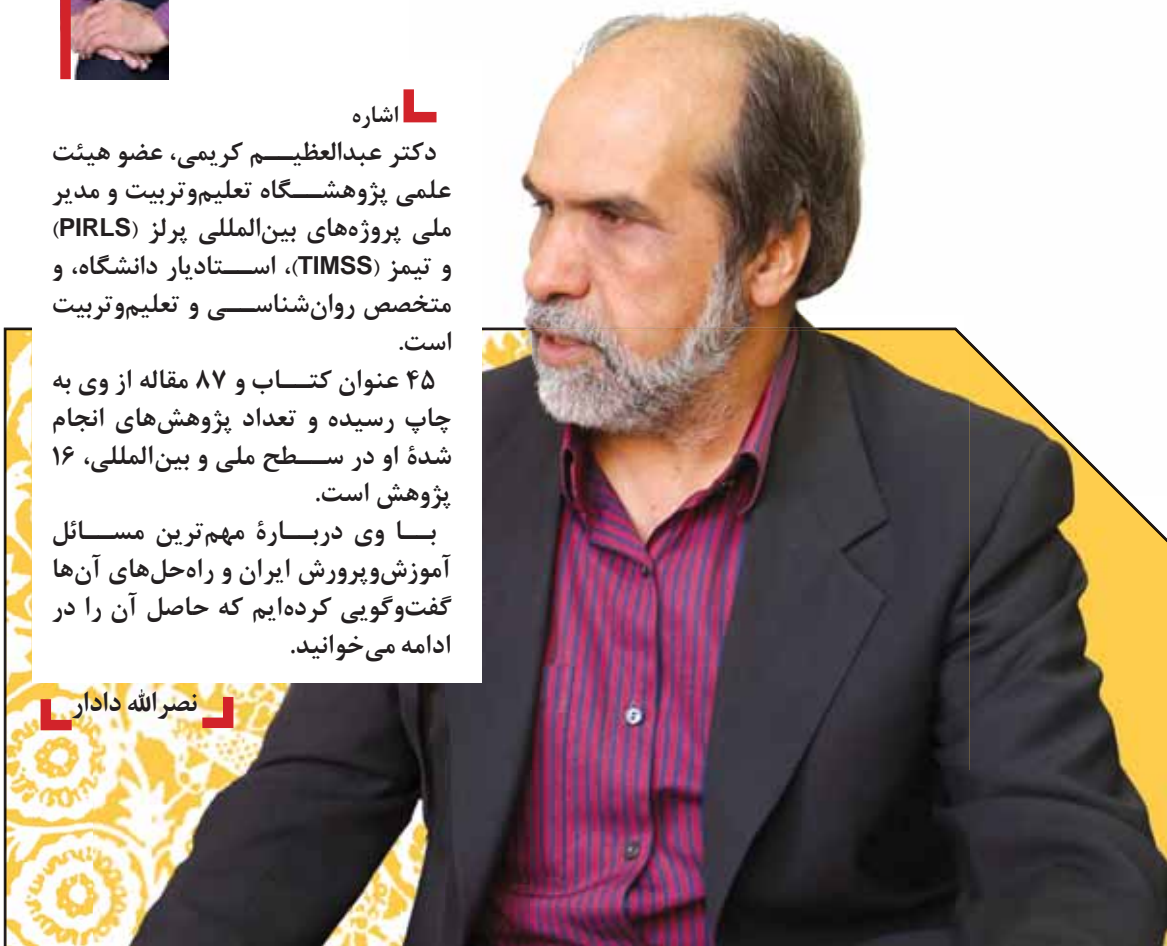 اشاره
دکتر عبدالعظیم کریمی، عضو هیئت
علمی پژوهشگاه تعلیم‌وتربیت و مدیر
ملی پروژه‌های بین‌المللی پرلز (PIRLS)
و تیمز (TIMSS)، استادیار دانشگاه، و
متخصص روان‌شناسی و تعلیم‌وتربیت
است.
۴۵ عنوان کتاب و ۸۷ مقاله از وی به
چاپ رسیده و تعداد پژوهش‌های انجام
شدهٔ او در سطح ملی و بین‌المللی، ۱۶
پژوهش است.
با وی دربارهٔ مهم‌ترین مسائل
آموزش‌وپرورش ایران و راه‌حل‌های آن‌ها
گفت‌وگویی کرده‌ایم که حاصل آن را در
ادامه می‌خوانید.
نصرالله دادار